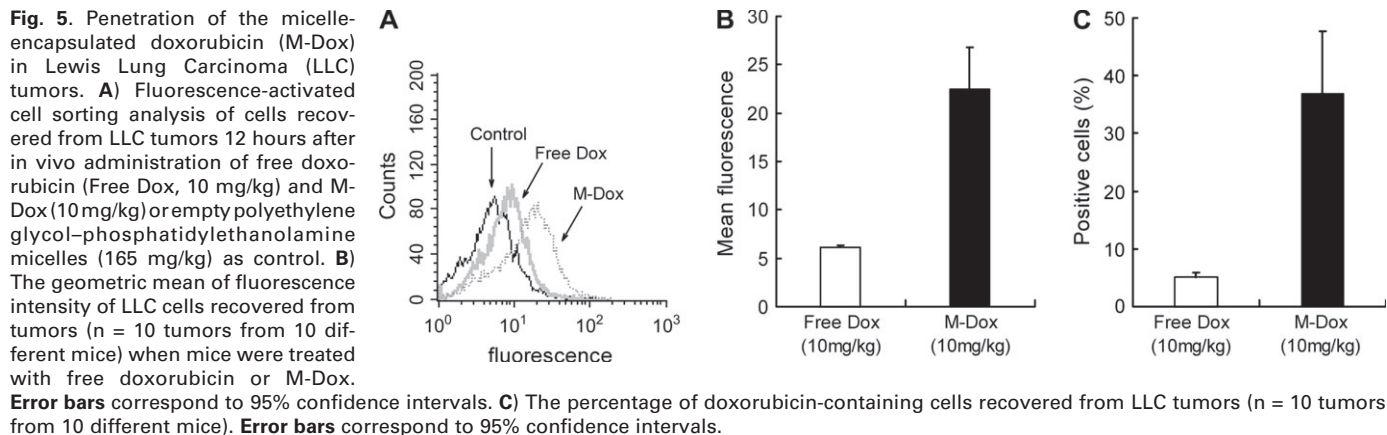 Fig. 5. Penetration of the micelle-
encapsulated doxorubicin (M-Dox)
in Lewis Lung Carcinoma (LLC)
tumors. A) Fluorescence-activated
cell sorting analysis of cells recov-
ered from LLC tumors 12 hours after
in vivo administration of free doxo-
rubicin (Free Dox, 10 mg/kg) and M-
Dox (10 mg/kg) or empty polyethylene
glycol–phosphatidylethanolamine
micelles (165 mg/kg) as control. B)
The geometric mean of fluorescence
intensity of LLC cells recovered from
tumors (n = 10 tumors from 10 dif-
ferent mice) when mice were treated
with free doxorubicin or M-Dox.
Error bars correspond to 95% confidence intervals. C) The percentage of doxorubicin-containing cells recovered from LLC tumors (n = 10 tumors
from 10 different mice). Error bars correspond to 95% confidence intervals.
A
Counts
200
160
120
80
40
0
Control
Free Dox
M-Dox
10^0 10^1 10^2 10^3
fluorescence
B
Mean fluorescence
30
25
20
15
10
5
0
Free Dox M-Dox
(10mg/kg) (10mg/kg)
C
Positive cells (%)
50
40
30
20
10
0
Free Dox M-Dox
(10mg/kg) (10mg/kg)